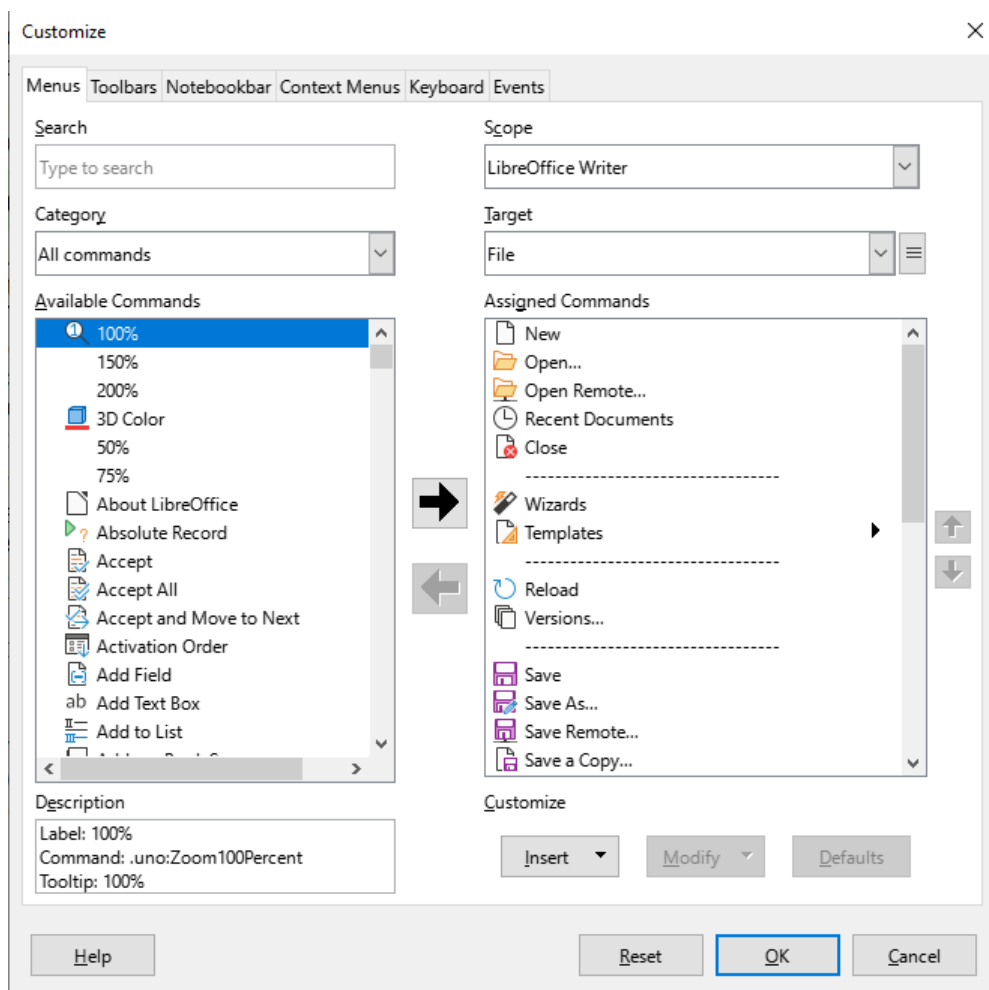 Customize
Menus Toolbars Notebookbar Context Menus Keyboard Events
Search
Type to search
Category
All commands
Available Commands
100%
150%
200%
3D Color
50%
75%
About LibreOffice
Absolute Record
Accept
Accept All
Accept and Move to Next
Activation Order
Add Field
ab Add Text Box
Add to List
Description
Label: 100%
Command: .uno:Zoom100Percent
Tooltip: 100%
Scope
LibreOffice Writer
Target
File
Assigned Commands
New
Open...
Open Remote...
Recent Documents
Close
----------------------------------
Wizards
Templates
----------------------------------
Reload
Versions...
----------------------------------
Save
Save As...
Save Remote...
Save a Copy...
Customize
Insert Modify Defaults
Help Reset OK Cancel